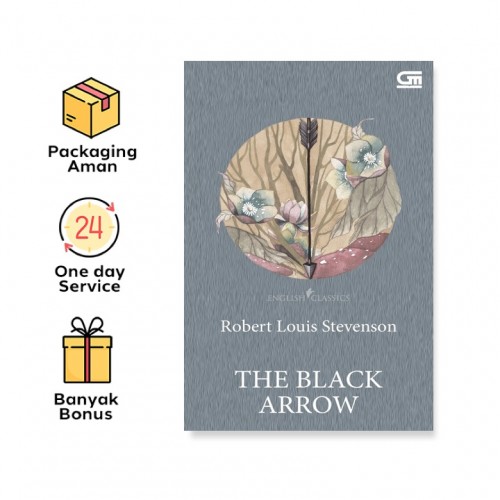 Packaging
Aman
24
One day
Service
Banyak
Bonus
GM
ENGLISH CLASSICS
Robert Louis Stevenson
THE BLACK
ARROW